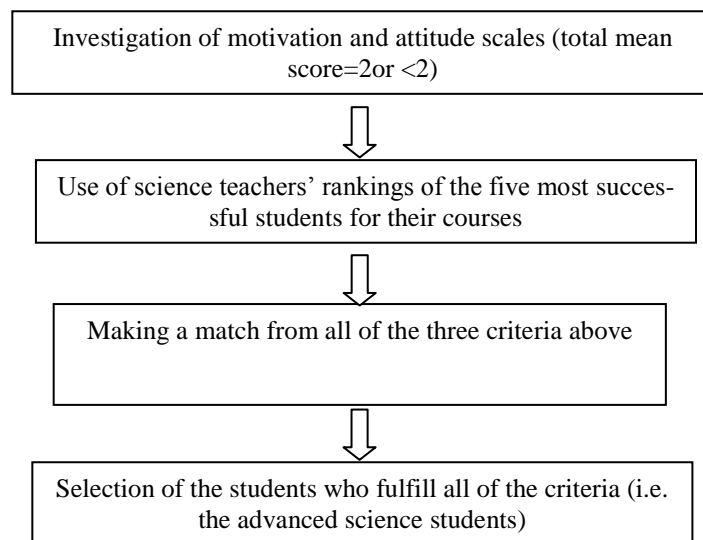 Investigation of motivation and attitude scales (total mean
score=2or <2)
Use of science teachers’ rankings of the five most succes-
sful students for their courses
Making a match from all of the three criteria above
Selection of the students who fulfill all of the criteria (i.e.
the advanced science students)